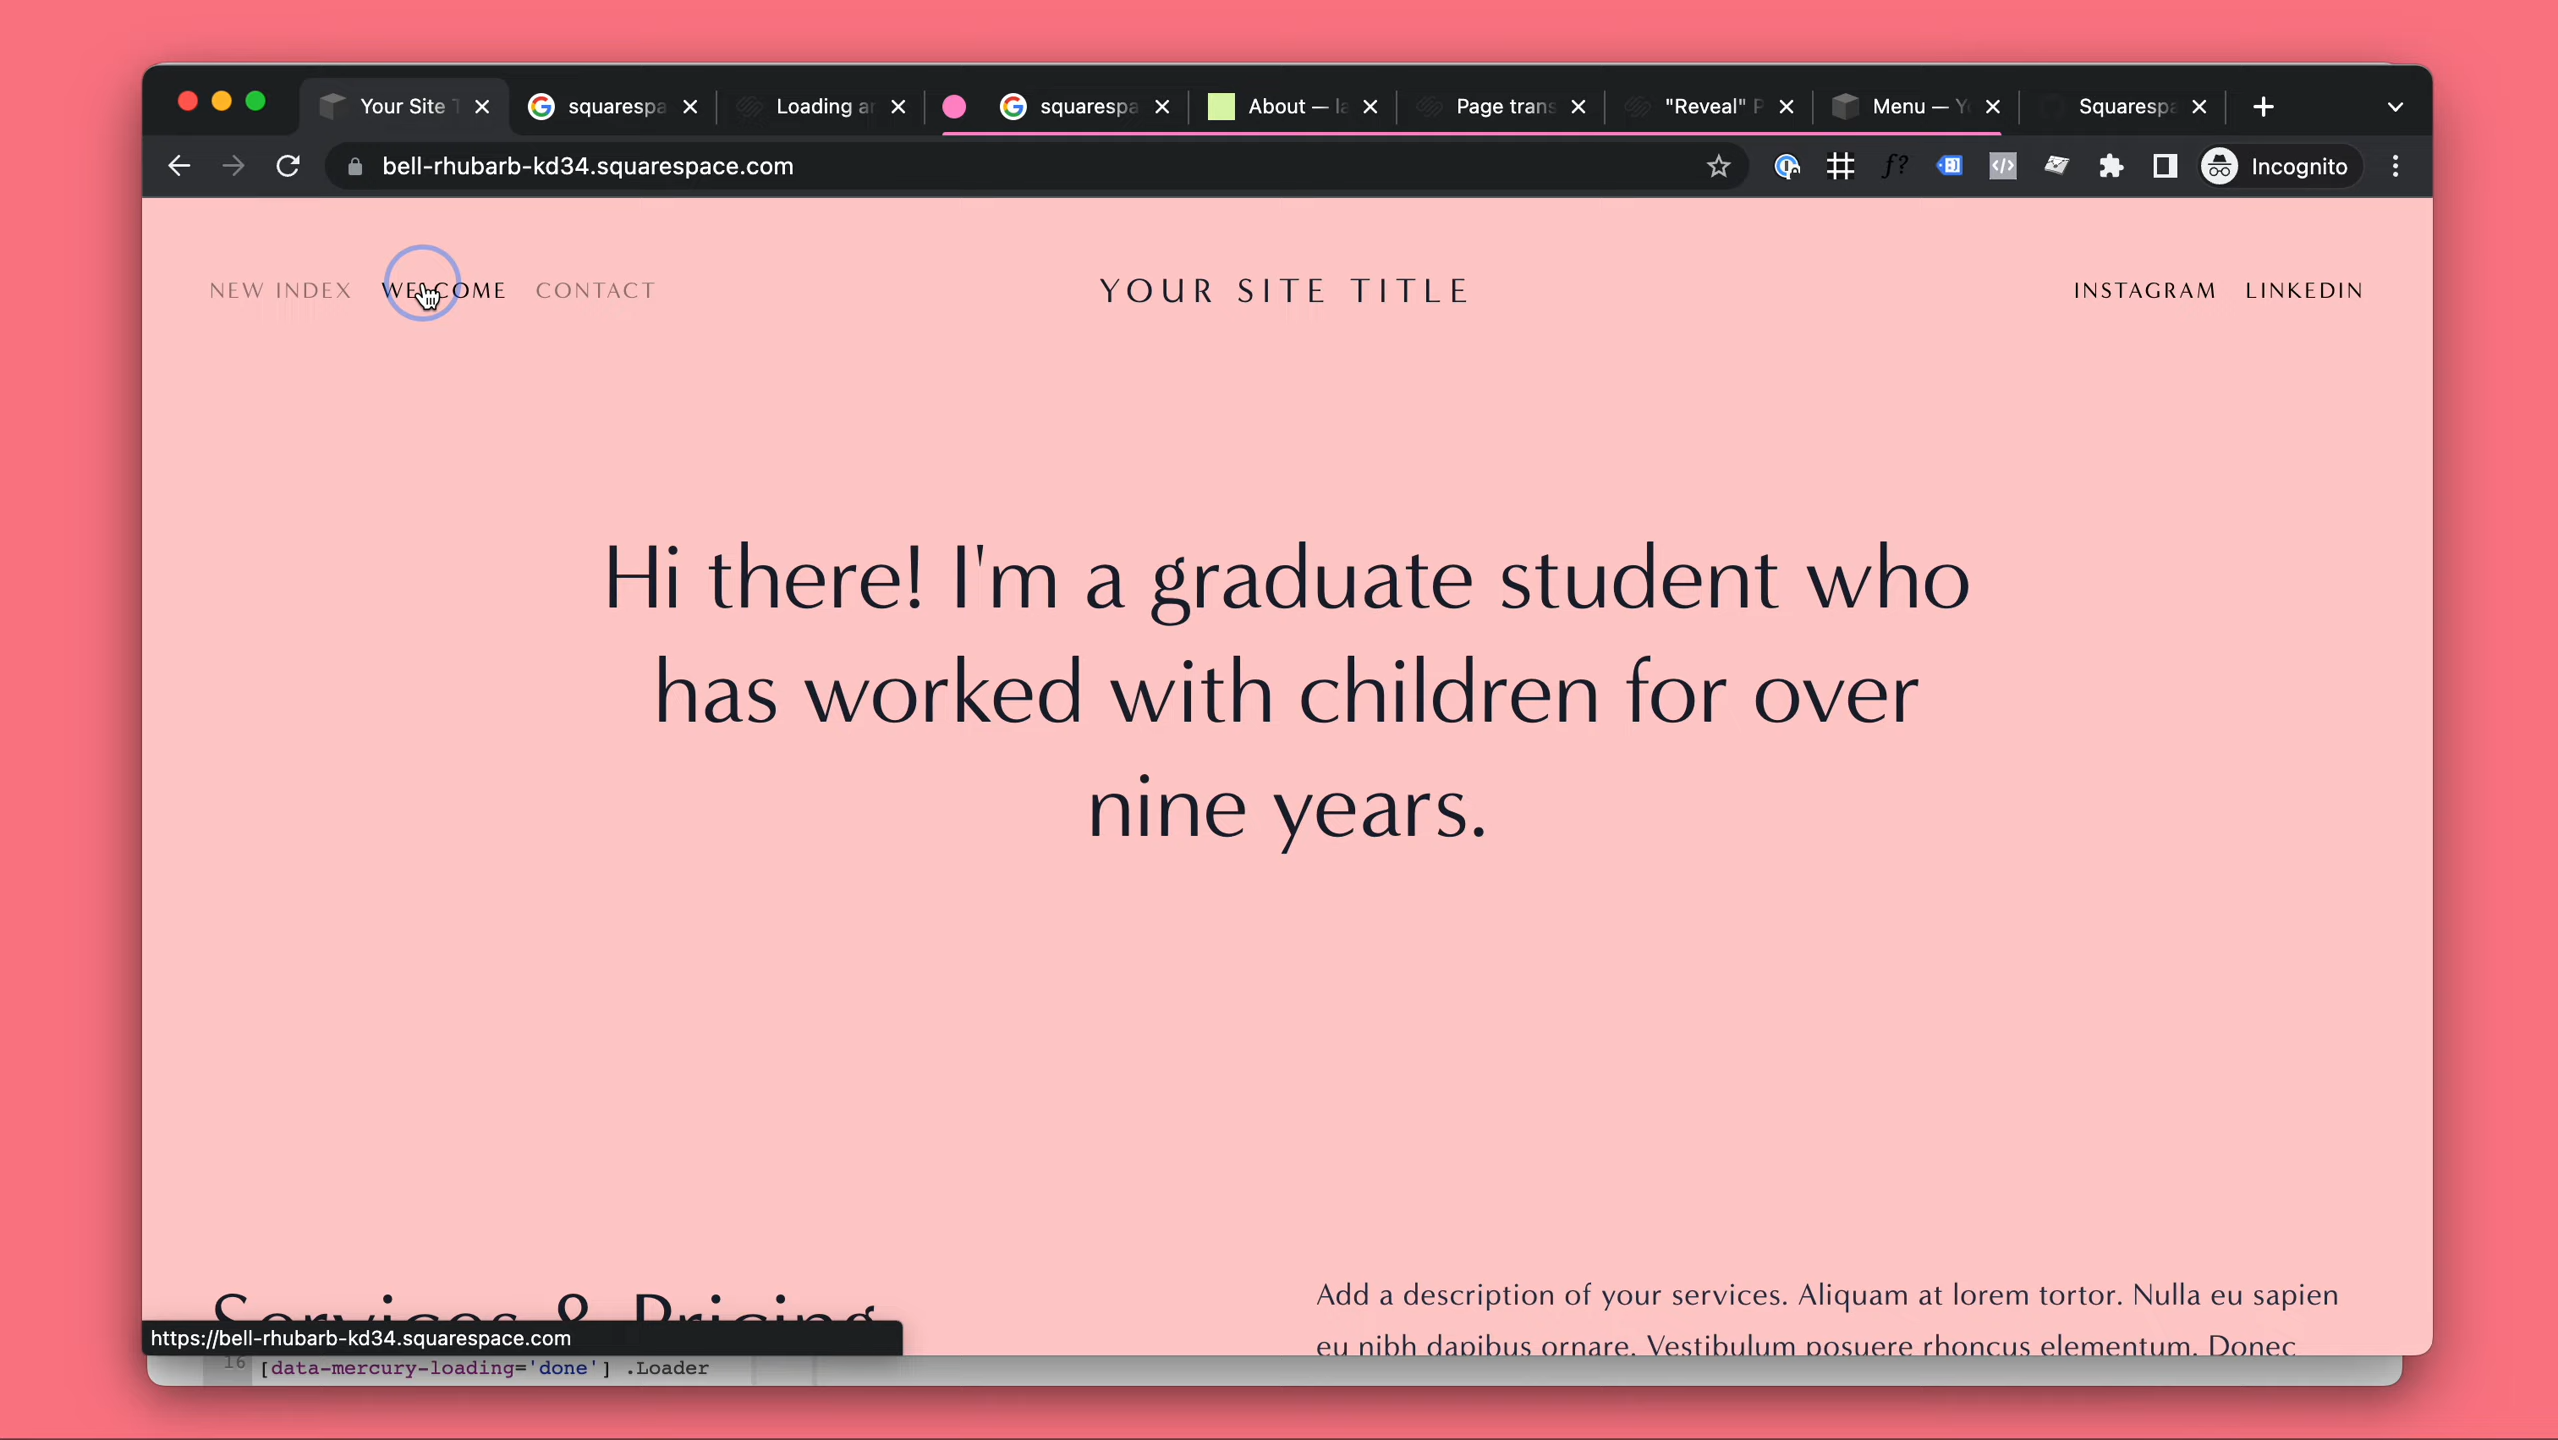 Your Site
squarespa
Loading ar
squarespa
About — la
Page trans
"Reveal" P
Menu — Yo
Squarespa
bell-rhubarb-kd34.squarespace.com
Incognito
NEW INDEX WELCOME CONTACT
YOUR SITE TITLE
INSTAGRAM LINKEDIN
Hi there! I'm a graduate student who
has worked with children for over
nine years.
Services & Pricing
Add a description of your services. Aliquam at lorem tortor. Nulla eu sapien
eu nibh dapibus ornare. Vestibulum posuere rhoncus elementum. Donec
https://bell-rhubarb-kd34.squarespace.com
16 [data-mercury-loading='done'] .Loader